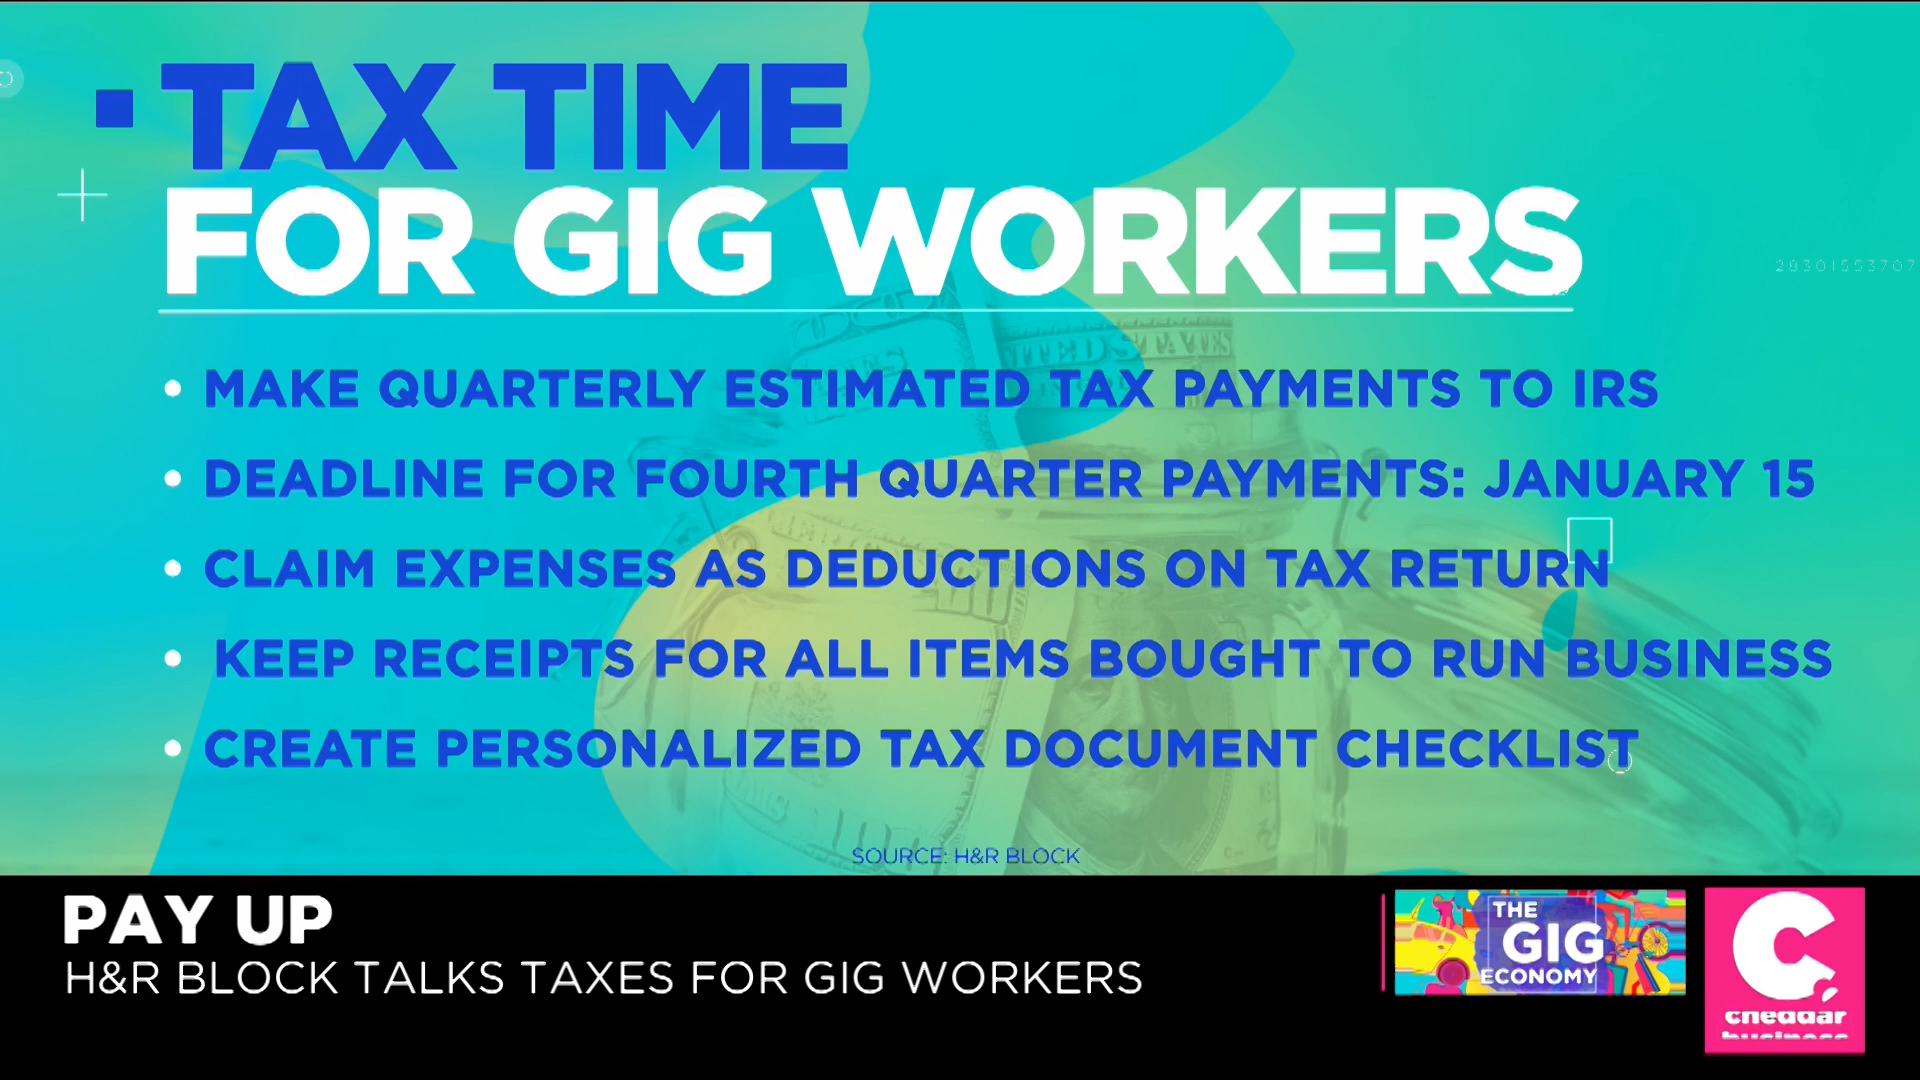 TAX TIME
FOR GIG WORKERS
• MAKE QUARTERLY ESTIMATED TAX PAYMENTS TO IRS
• DEADLINE FOR FOURTH QUARTER PAYMENTS: JANUARY 15
• CLAIM EXPENSES AS DEDUCTIONS ON TAX RETURN
• KEEP RECEIPTS FOR ALL ITEMS BOUGHT TO RUN BUSINESS
• CREATE PERSONALIZED TAX DOCUMENT CHECKLIST
SOURCE: H&R BLOCK
PAY UP
H&R BLOCK TALKS TAXES FOR GIG WORKERS
THE
GIG
ECONOMY
business